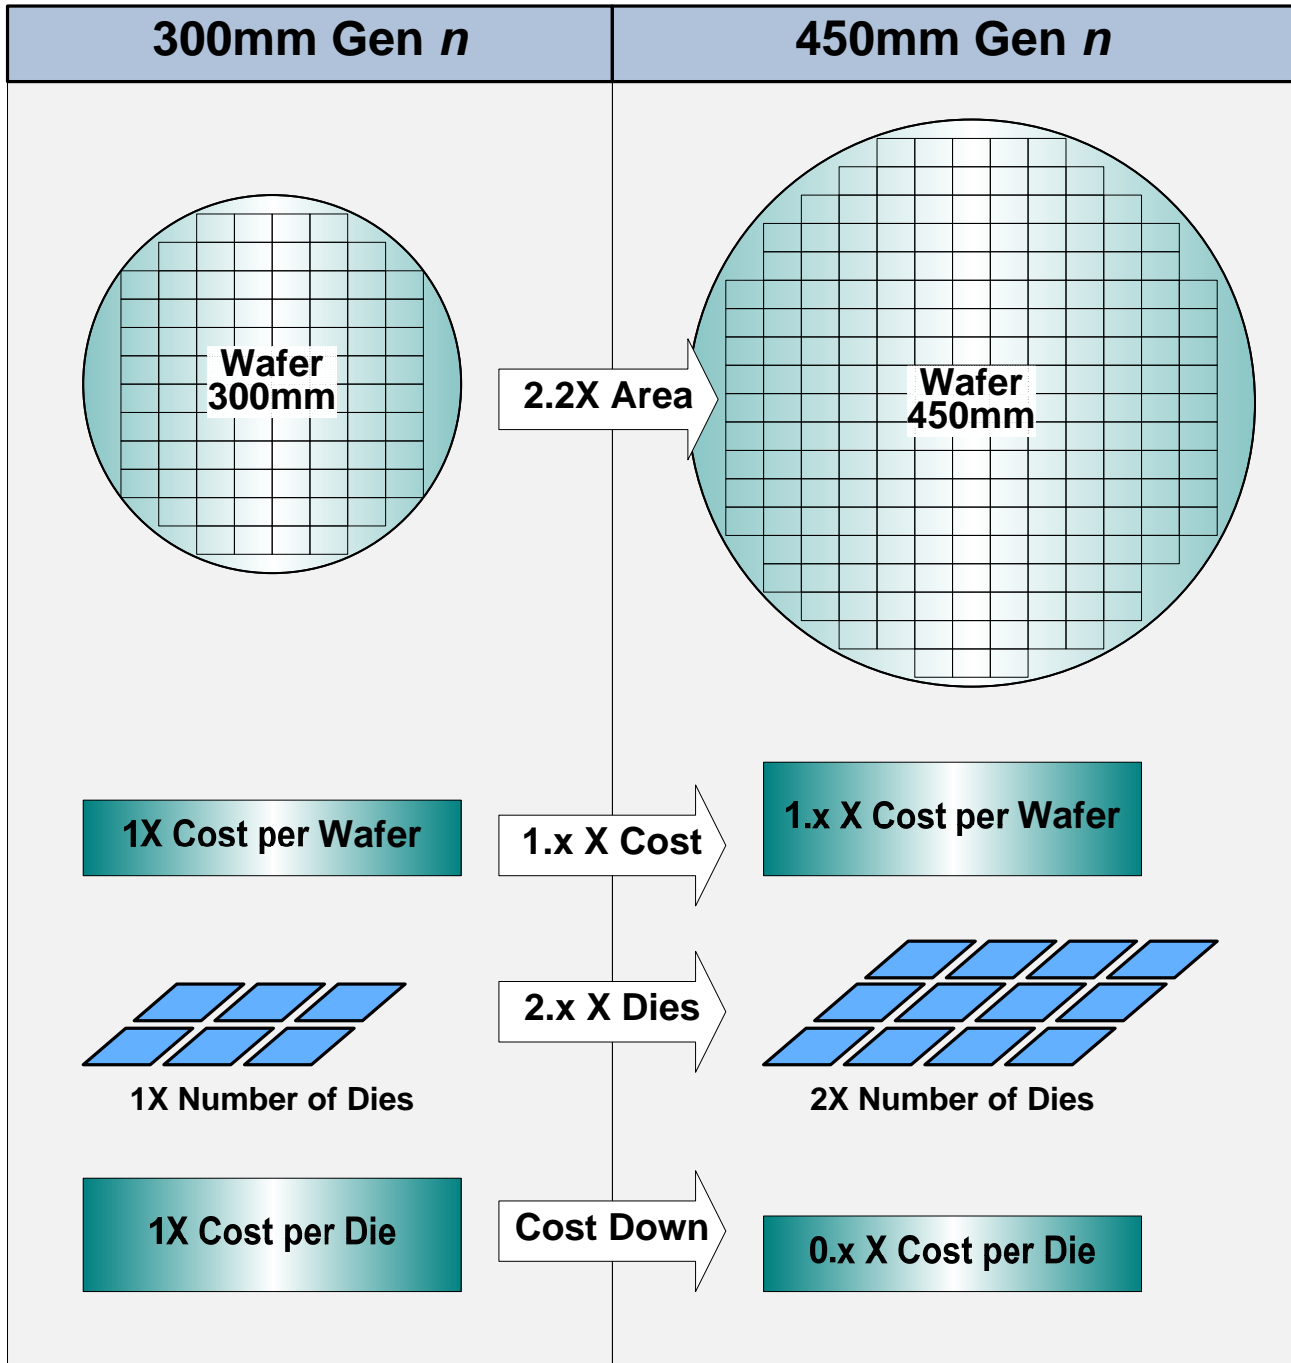 300mm Gen n
450mm Gen n
Wafer
300mm
2.2X Area
Wafer
450mm
1X Cost per Wafer
1.x X Cost
1.x X Cost per Wafer
2.x X Dies
1X Number of Dies
2X Number of Dies
1X Cost per Die
Cost Down
0.x X Cost per Die